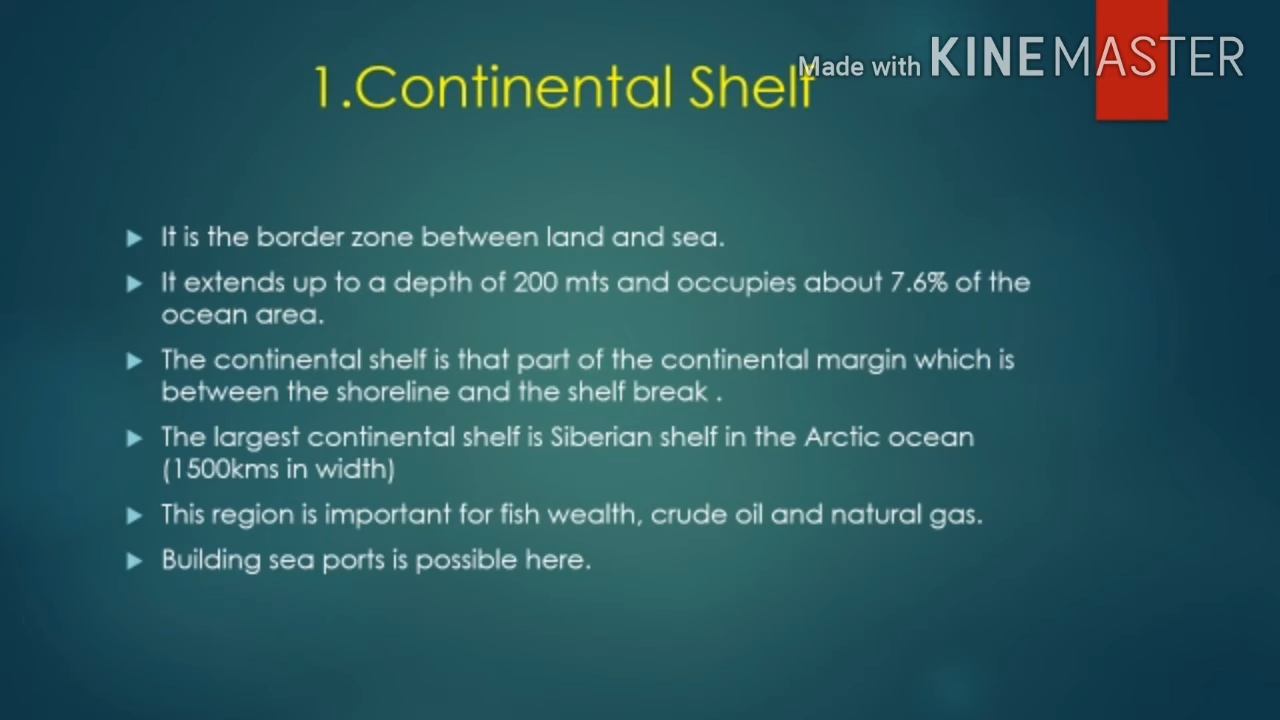 Made with KINEMASTER
1.Continental Shelf
It is the border zone between land and sea.
It extends up to a depth of 200 mts and occupies about 7.6% of the
ocean area.
The continental shelf is that part of the continental margin which is
between the shoreline and the shelf break .
The largest continental shelf is Siberian shelf in the Arctic ocean
(1500kms in width)
This region is important for fish wealth, crude oil and natural gas.
Building sea ports is possible here.